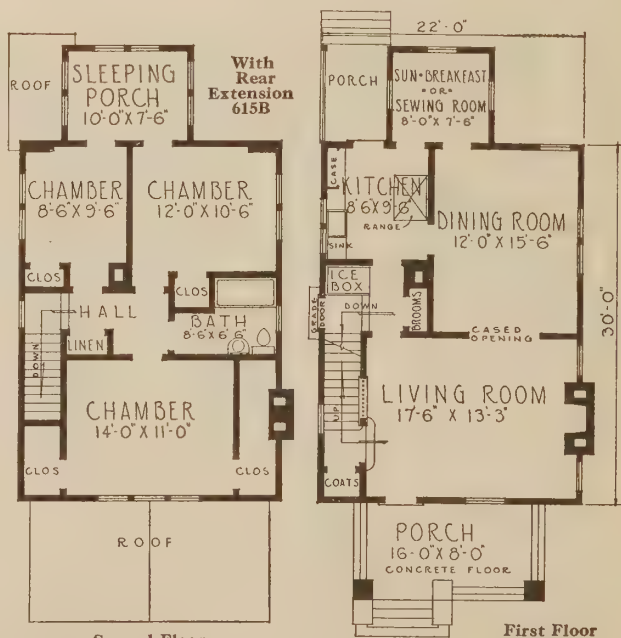 ROOF
SLEEPING
PORCH
10'-0"X7'-6"
With
Rear
Extension
615B
CHAMBER
8'-6"X9'-6"
CHAMBER
12'-0"X10'-6"
CLOS
CLOS
HALL
LINEN
DOWN
BATH
8'-6"X6'-6"
CHAMBER
14'-0"X11'-0"
CLOS
CLOS
ROOF
Second Floor
22'-0"
PORCH
SUN•BREAKFAST
•OR•
SEWING ROOM
8'-0"X7'-6"
CASE
KITCHEN
8'-6"X9'-6"
RANGE
SINK
DINING ROOM
12'-0"X15'-6"
ICE
BOX
GRADE
DOOR
DOWN
BROOMS
CASED
OPENING
30'-0"
UP
LIVING ROOM
17'-6" X 13'-3"
COATS
PORCH
16'-0"X8'-0"
CONCRETE FLOOR
First Floor